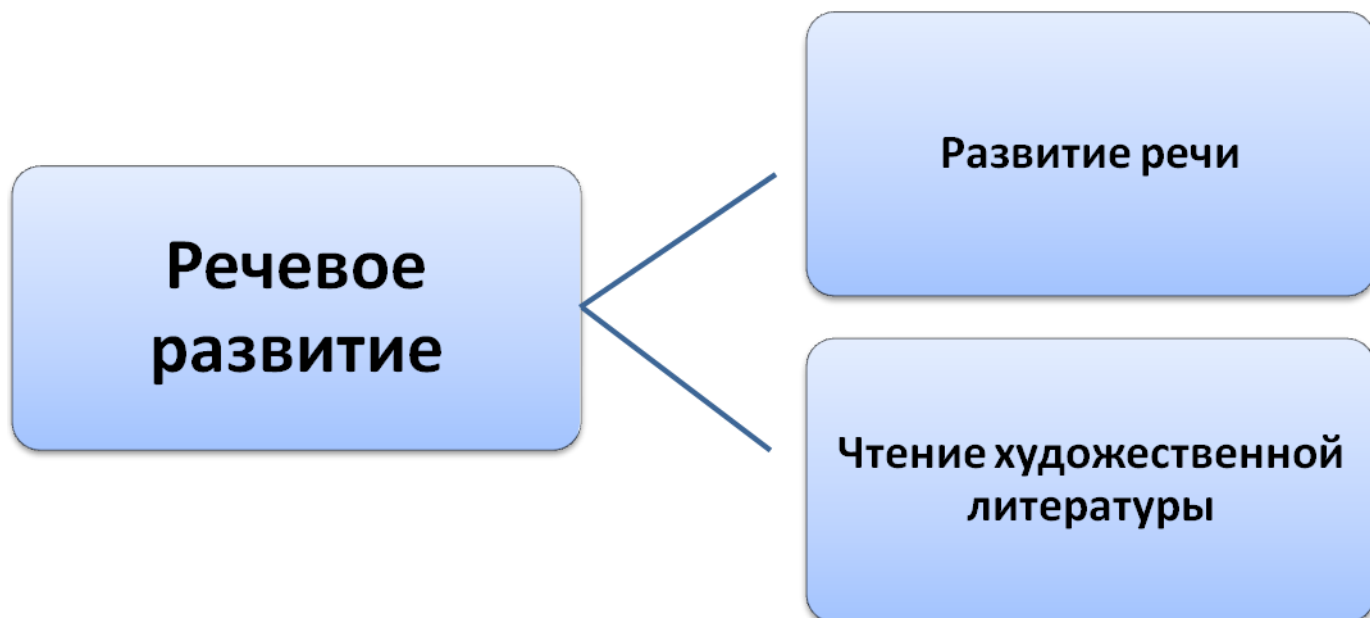 Речевое
развитие
Развитие речи
Чтение художественной
литературы